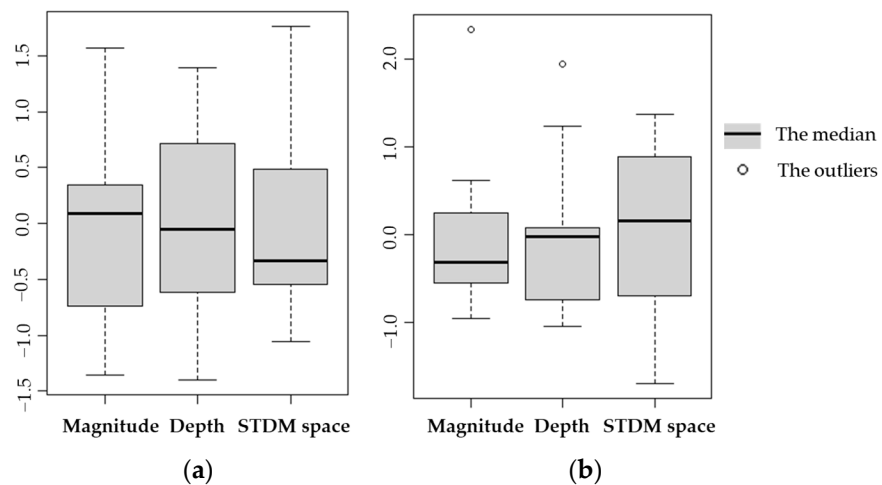 1.5
1.0
0.5
0.0
−0.5
−1.0
−1.5
Magnitude Depth STDM space
(a)
2.0
1.0
0.0
−1.0
Magnitude Depth STDM space
(b)
The median
The outliers